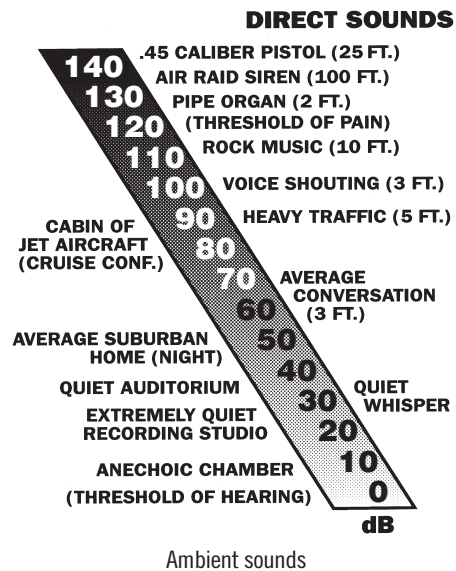 DIRECT SOUNDS
.45 CALIBER PISTOL (25 FT.)
140
AIR RAID SIREN (100 FT.)
130
PIPE ORGAN (2 FT.)
120
(THRESHOLD OF PAIN)
110
ROCK MUSIC (10 FT.)
100
VOICE SHOUTING (3 FT.)
90
HEAVY TRAFFIC (5 FT.)
CABIN OF
JET AIRCRAFT
(CRUISE CONF.)
80
70
AVERAGE
CONVERSATION
(3 FT.)
60
50
AVERAGE SUBURBAN
HOME (NIGHT)
40
QUIET AUDITORIUM
30
QUIET
WHISPER
EXTREMELY QUIET
RECORDING STUDIO
20
10
ANECHOIC CHAMBER
(THRESHOLD OF HEARING)
0
dB
Ambient sounds